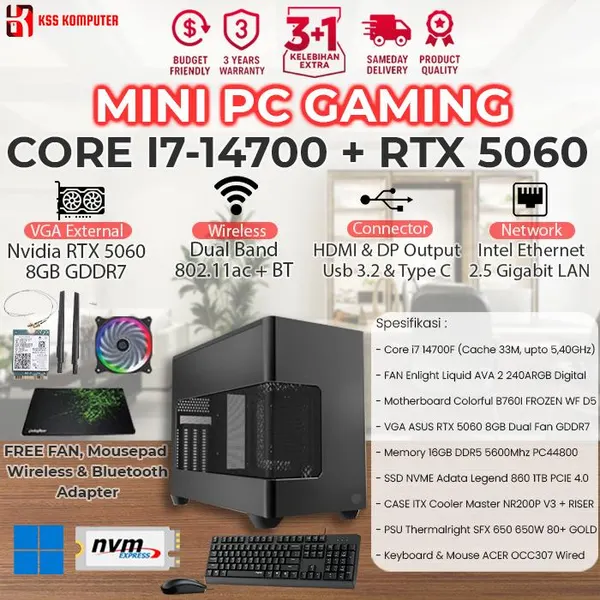 KSS KOMPUTER
BUDGET FRIENDLY
3 YEARS WARRANTY
3+1
KELEBIHAN
EXTRA
SAMEDAY DELIVERY
PRODUCT QUALITY
MINI PC GAMING
CORE I7-14700 + RTX 5060
VGA External
Nvidia RTX 5060
8GB GDDR7
Wireless
Dual Band
802.11ac + BT
Connector
HDMI & DP Output
Usb 3.2 & Type C
Network
Intel Ethernet
2.5 Gigabit LAN
Spesifikasi :
- Core i7 14700F (Cache 33M, upto 5,40GHz)
- FAN Enlight Liquid AVA 2 240ARGB Digital
- Motherboard Colorful B760I FROZEN WF D5
- VGA ASUS RTX 5060 8GB Dual Fan GDDR7
- Memory 16GB DDR5 5600Mhz PC44800
- SSD NVME Adata Legend 860 1TB PCIE 4.0
- CASE ITX Cooler Master NR200P V3 + RISER
- PSU Thermalright SFX 650 650W 80+ GOLD
- Keyboard & Mouse ACER OCC307 Wired
FREE FAN, Mousepad
Wireless & Bluetooth
Adapter
nvm
EXPRESS